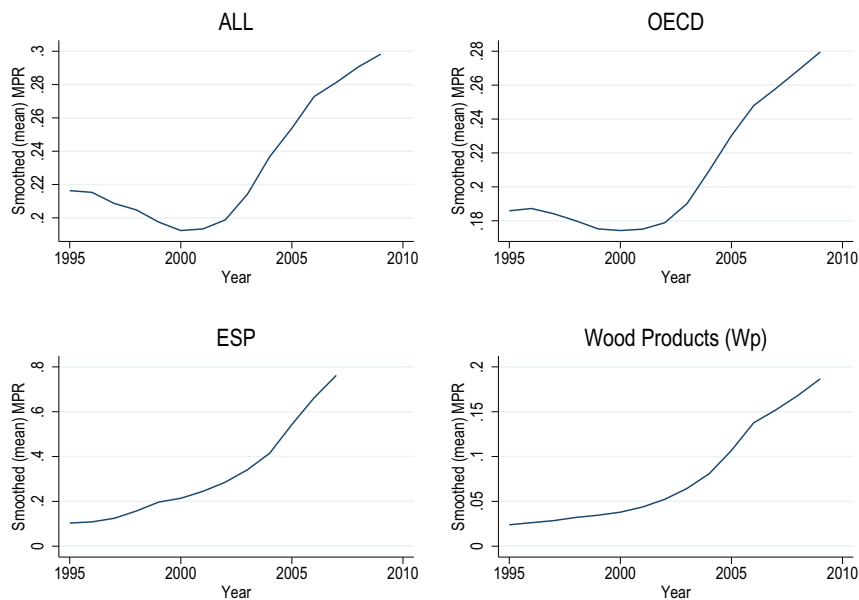 ALL
Smoothed (mean) MPR
.3
.28
.26
.24
.22
.2
1995 2000 2005 2010
Year
OECD
Smoothed (mean) MPR
.28
.26
.24
.22
.2
.18
1995 2000 2005 2010
Year
ESP
Smoothed (mean) MPR
.8
.6
.4
.2
0
1995 2000 2005 2010
Year
Wood Products (Wp)
Smoothed (mean) MPR
.2
.15
.1
.05
0
1995 2000 2005 2010
Year